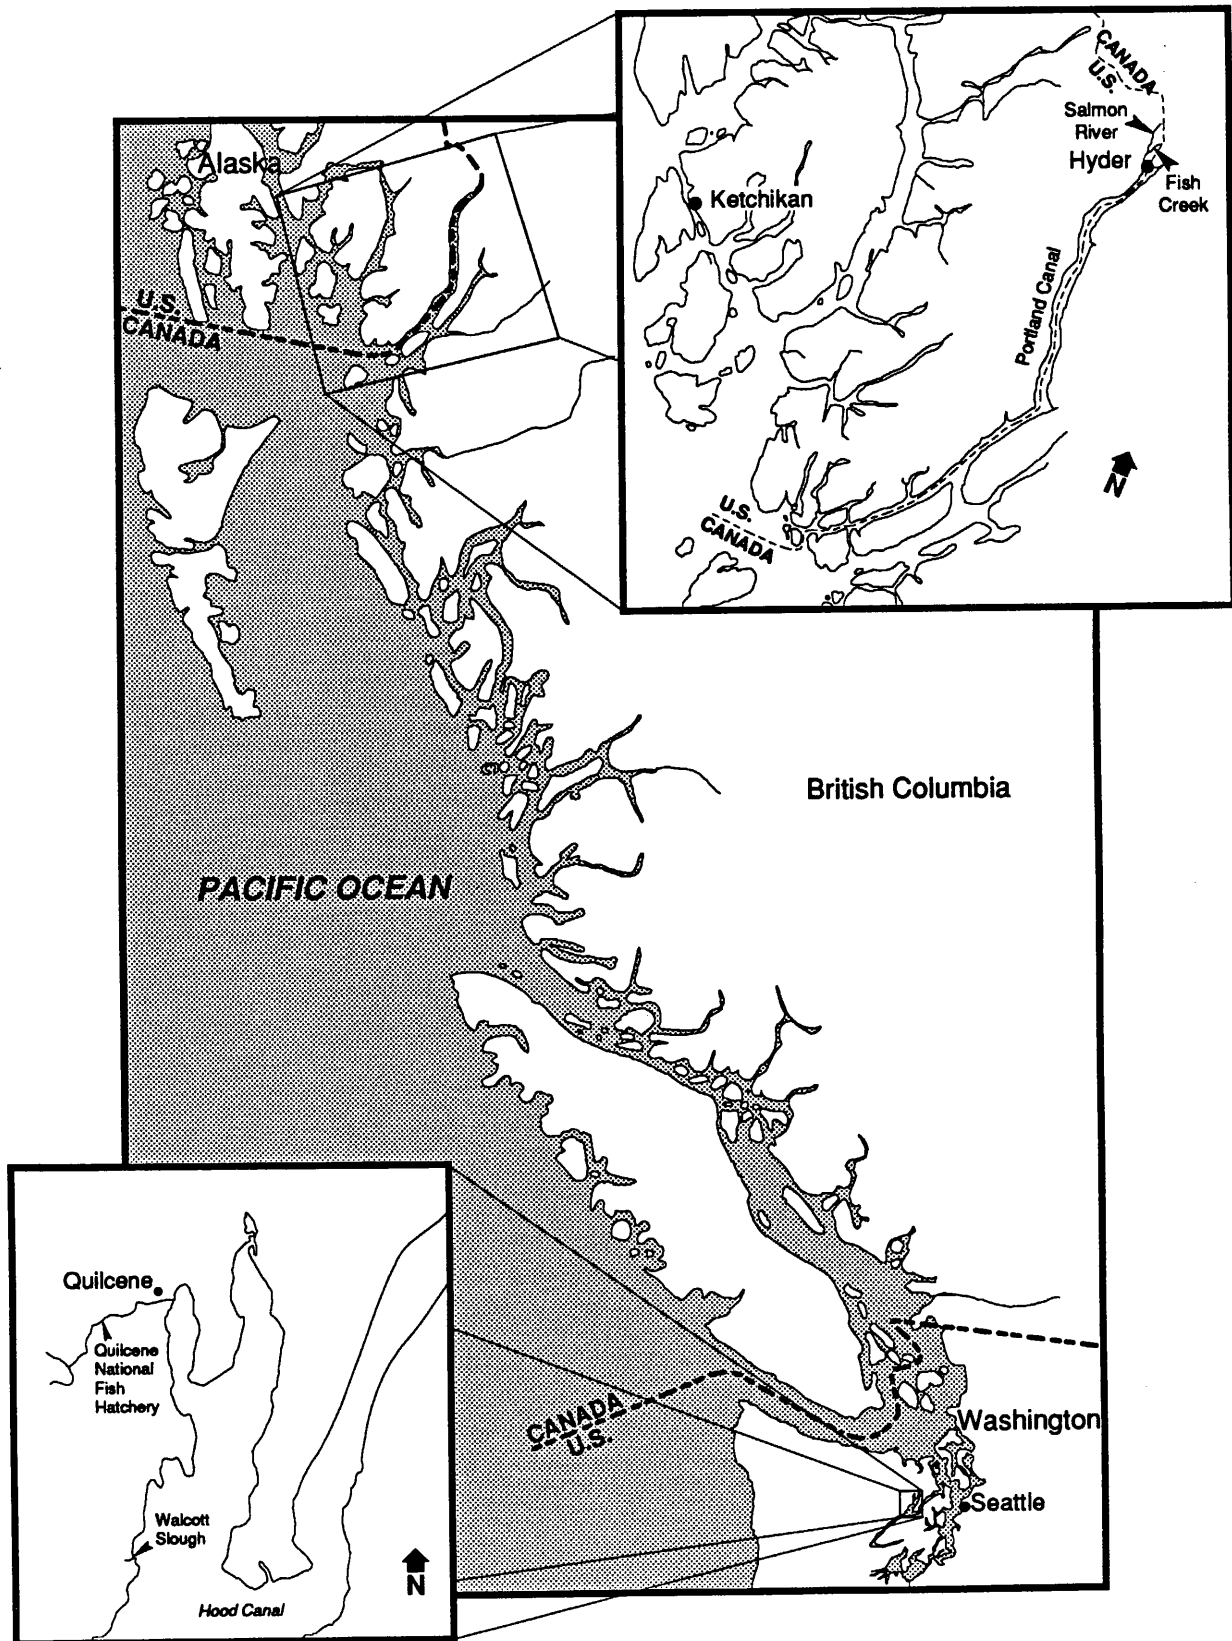 CANADA
U.S.
Salmon
River
Hyder
Fish
Creek
Ketchikan
Portland Canal
N
U.S.
CANADA
Alaska
U.S.
CANADA
British Columbia
PACIFIC OCEAN
CANADA
U.S.
Washington
Seattle
Quilcene
Quilcene
National
Fish
Hatchery
Walcott
Slough
N
Hood Canal